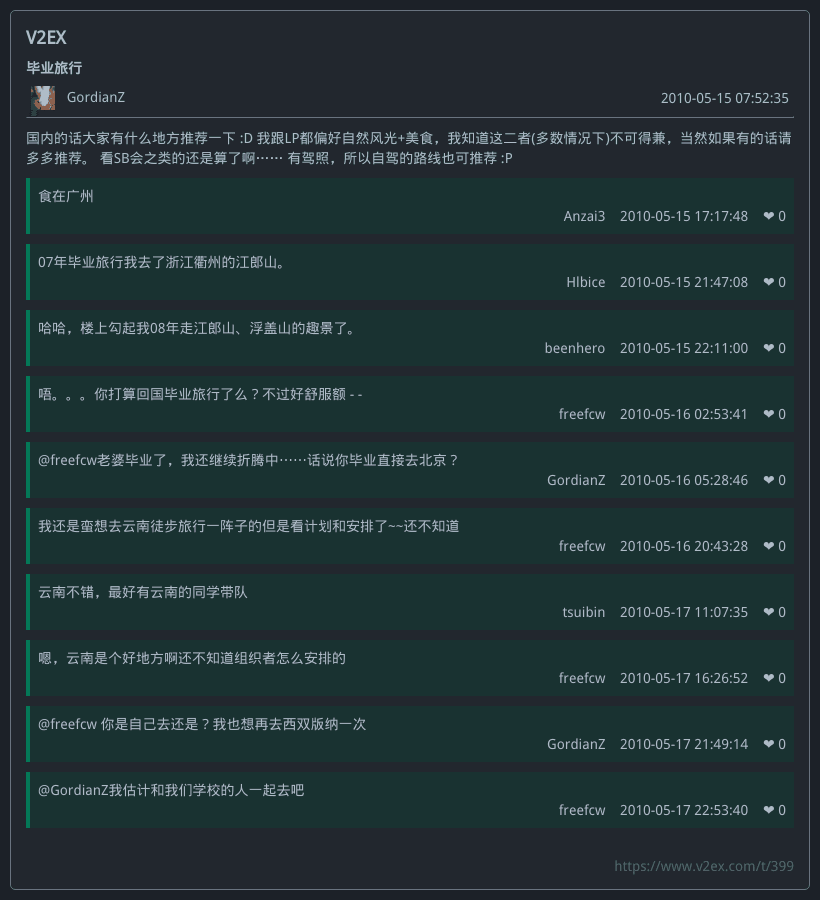 V2EX
毕业旅行
GordianZ 2010-05-15 07:52:35
国内的话大家有什么地方推荐一下 :D 我跟LP都偏好自然风光+美食，我知道这二者(多数情况下)不可得兼，当然如果有的话请
多多推荐。 看SB会之类的还是算了啊…… 有驾照，所以自驾的路线也可推荐 :P
食在广州
Anzai3 2010-05-15 17:17:48 ❤ 0
07年毕业旅行我去了浙江衢州的江郎山。
Hlbice 2010-05-15 21:47:08 ❤ 0
哈哈，楼上勾起我08年走江郎山、浮盖山的趣景了。
beenhero 2010-05-15 22:11:00 ❤ 0
唔。。。你打算回国毕业旅行了么？不过好舒服额 - -
freefcw 2010-05-16 02:53:41 ❤ 0
@freefcw老婆毕业了，我还继续折腾中……话说你毕业直接去北京？
GordianZ 2010-05-16 05:28:46 ❤ 0
我还是蛮想去云南徒步旅行一阵子的但是看计划和安排了~~还不知道
freefcw 2010-05-16 20:43:28 ❤ 0
云南不错，最好有云南的同学带队
tsuibin 2010-05-17 11:07:35 ❤ 0
嗯，云南是个好地方啊还不知道组织者怎么安排的
freefcw 2010-05-17 16:26:52 ❤ 0
@freefcw 你是自己去还是？我也想再去西双版纳一次
GordianZ 2010-05-17 21:49:14 ❤ 0
@GordianZ我估计和我们学校的人一起去吧
freefcw 2010-05-17 22:53:40 ❤ 0
https://www.v2ex.com/t/399